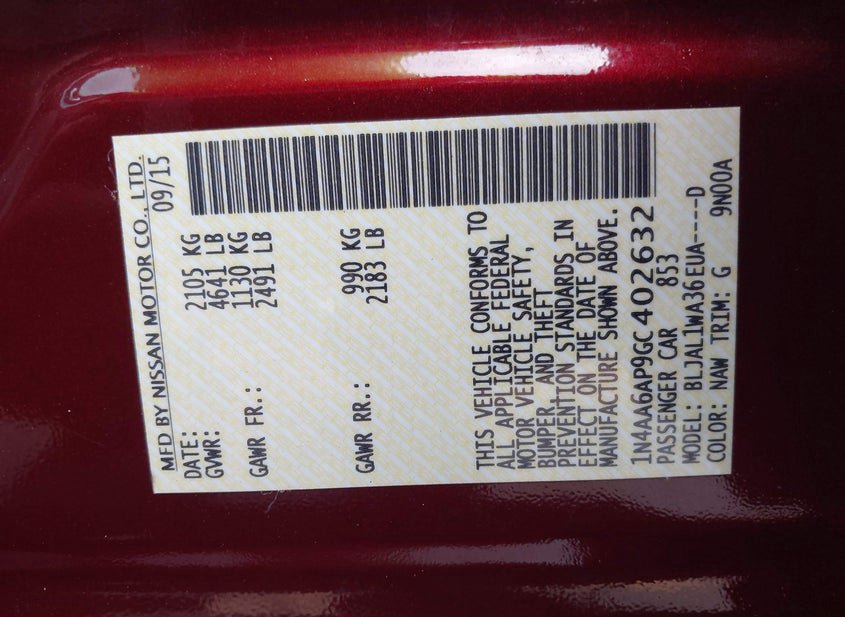 MFD BY NISSAN MOTOR CO., LTD.
DATE: 09/15
GVWR: 2105 KG
4641 LB
GAWR FR.: 1130 KG
2491 LB
GAWR RR.: 990 KG
2183 LB
THIS VEHICLE CONFORMS TO
ALL APPLICABLE FEDERAL
MOTOR VEHICLE SAFETY,
BUMPER, AND THEFT
PREVENTION STANDARDS IN
EFFECT ON THE DATE OF
MANUFACTURE SHOWN ABOVE.
1N4AA6AP9GC402632
PASSENGER CAR 853
MODEL: BLJAL1WA36EUA----D
COLOR: NAW TRIM: G 9N00A